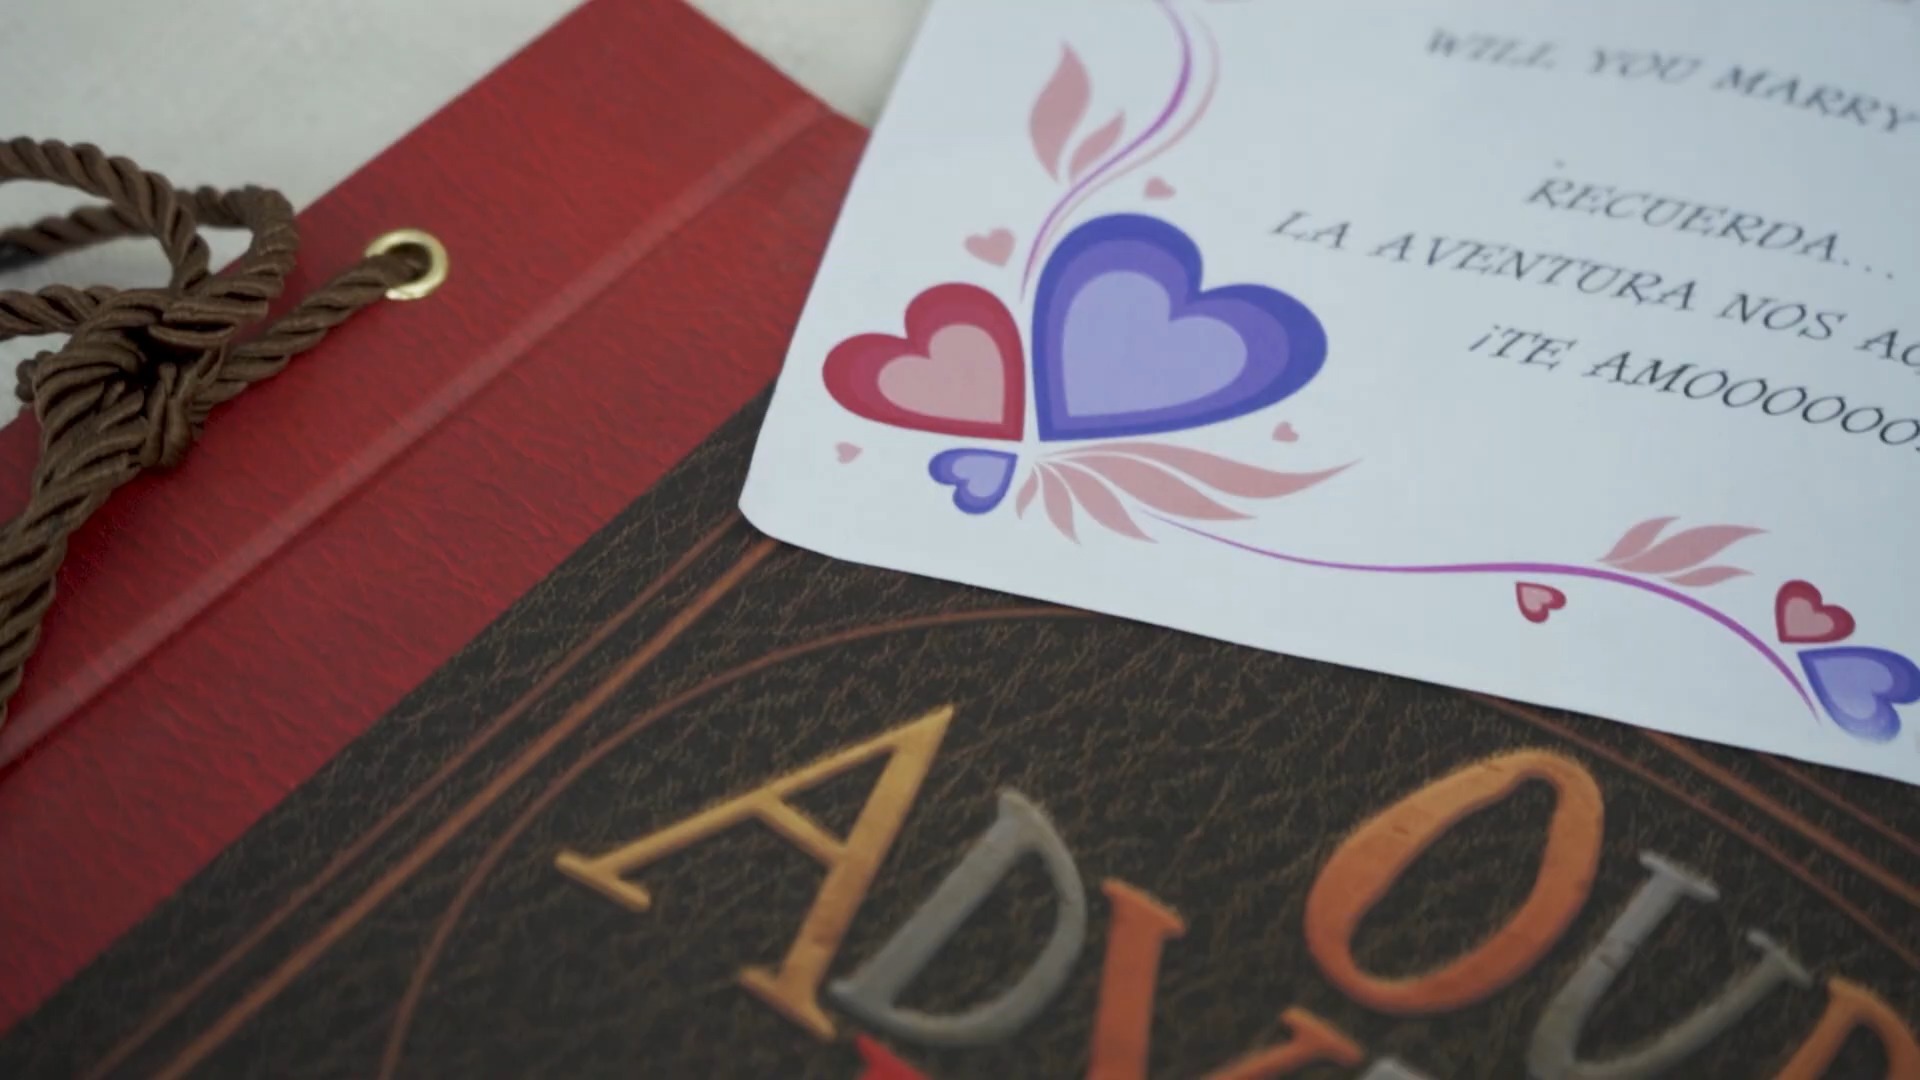 WILL YOU MARRY
RECUERDA...
LA AVENTURA NOS
¡TE AMOOOOOO
OUR
ADV